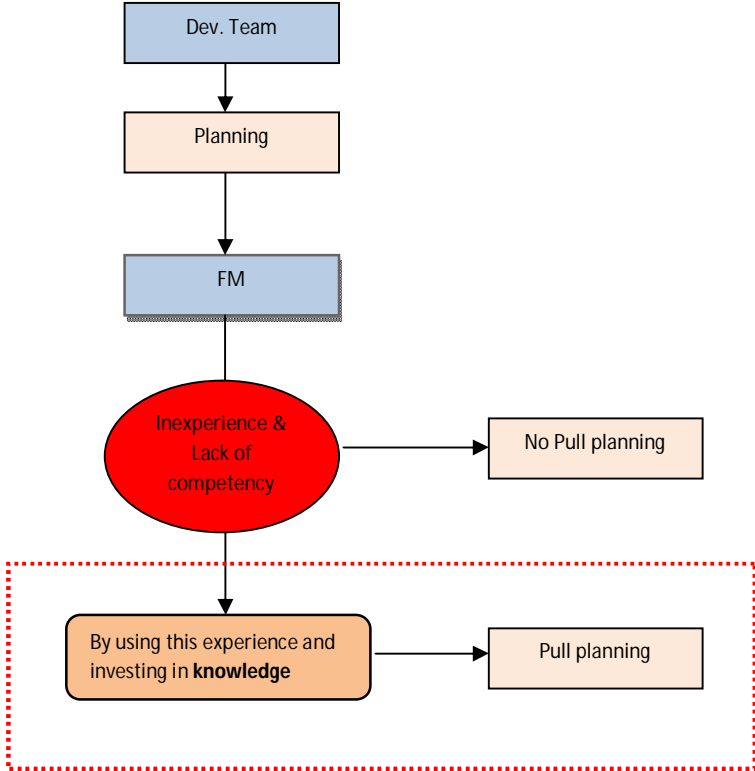 Dev. Team
Planning
FM
Inexperience &
Lack of
competency
No Pull planning
By using this experience and
investing in knowledge
Pull planning